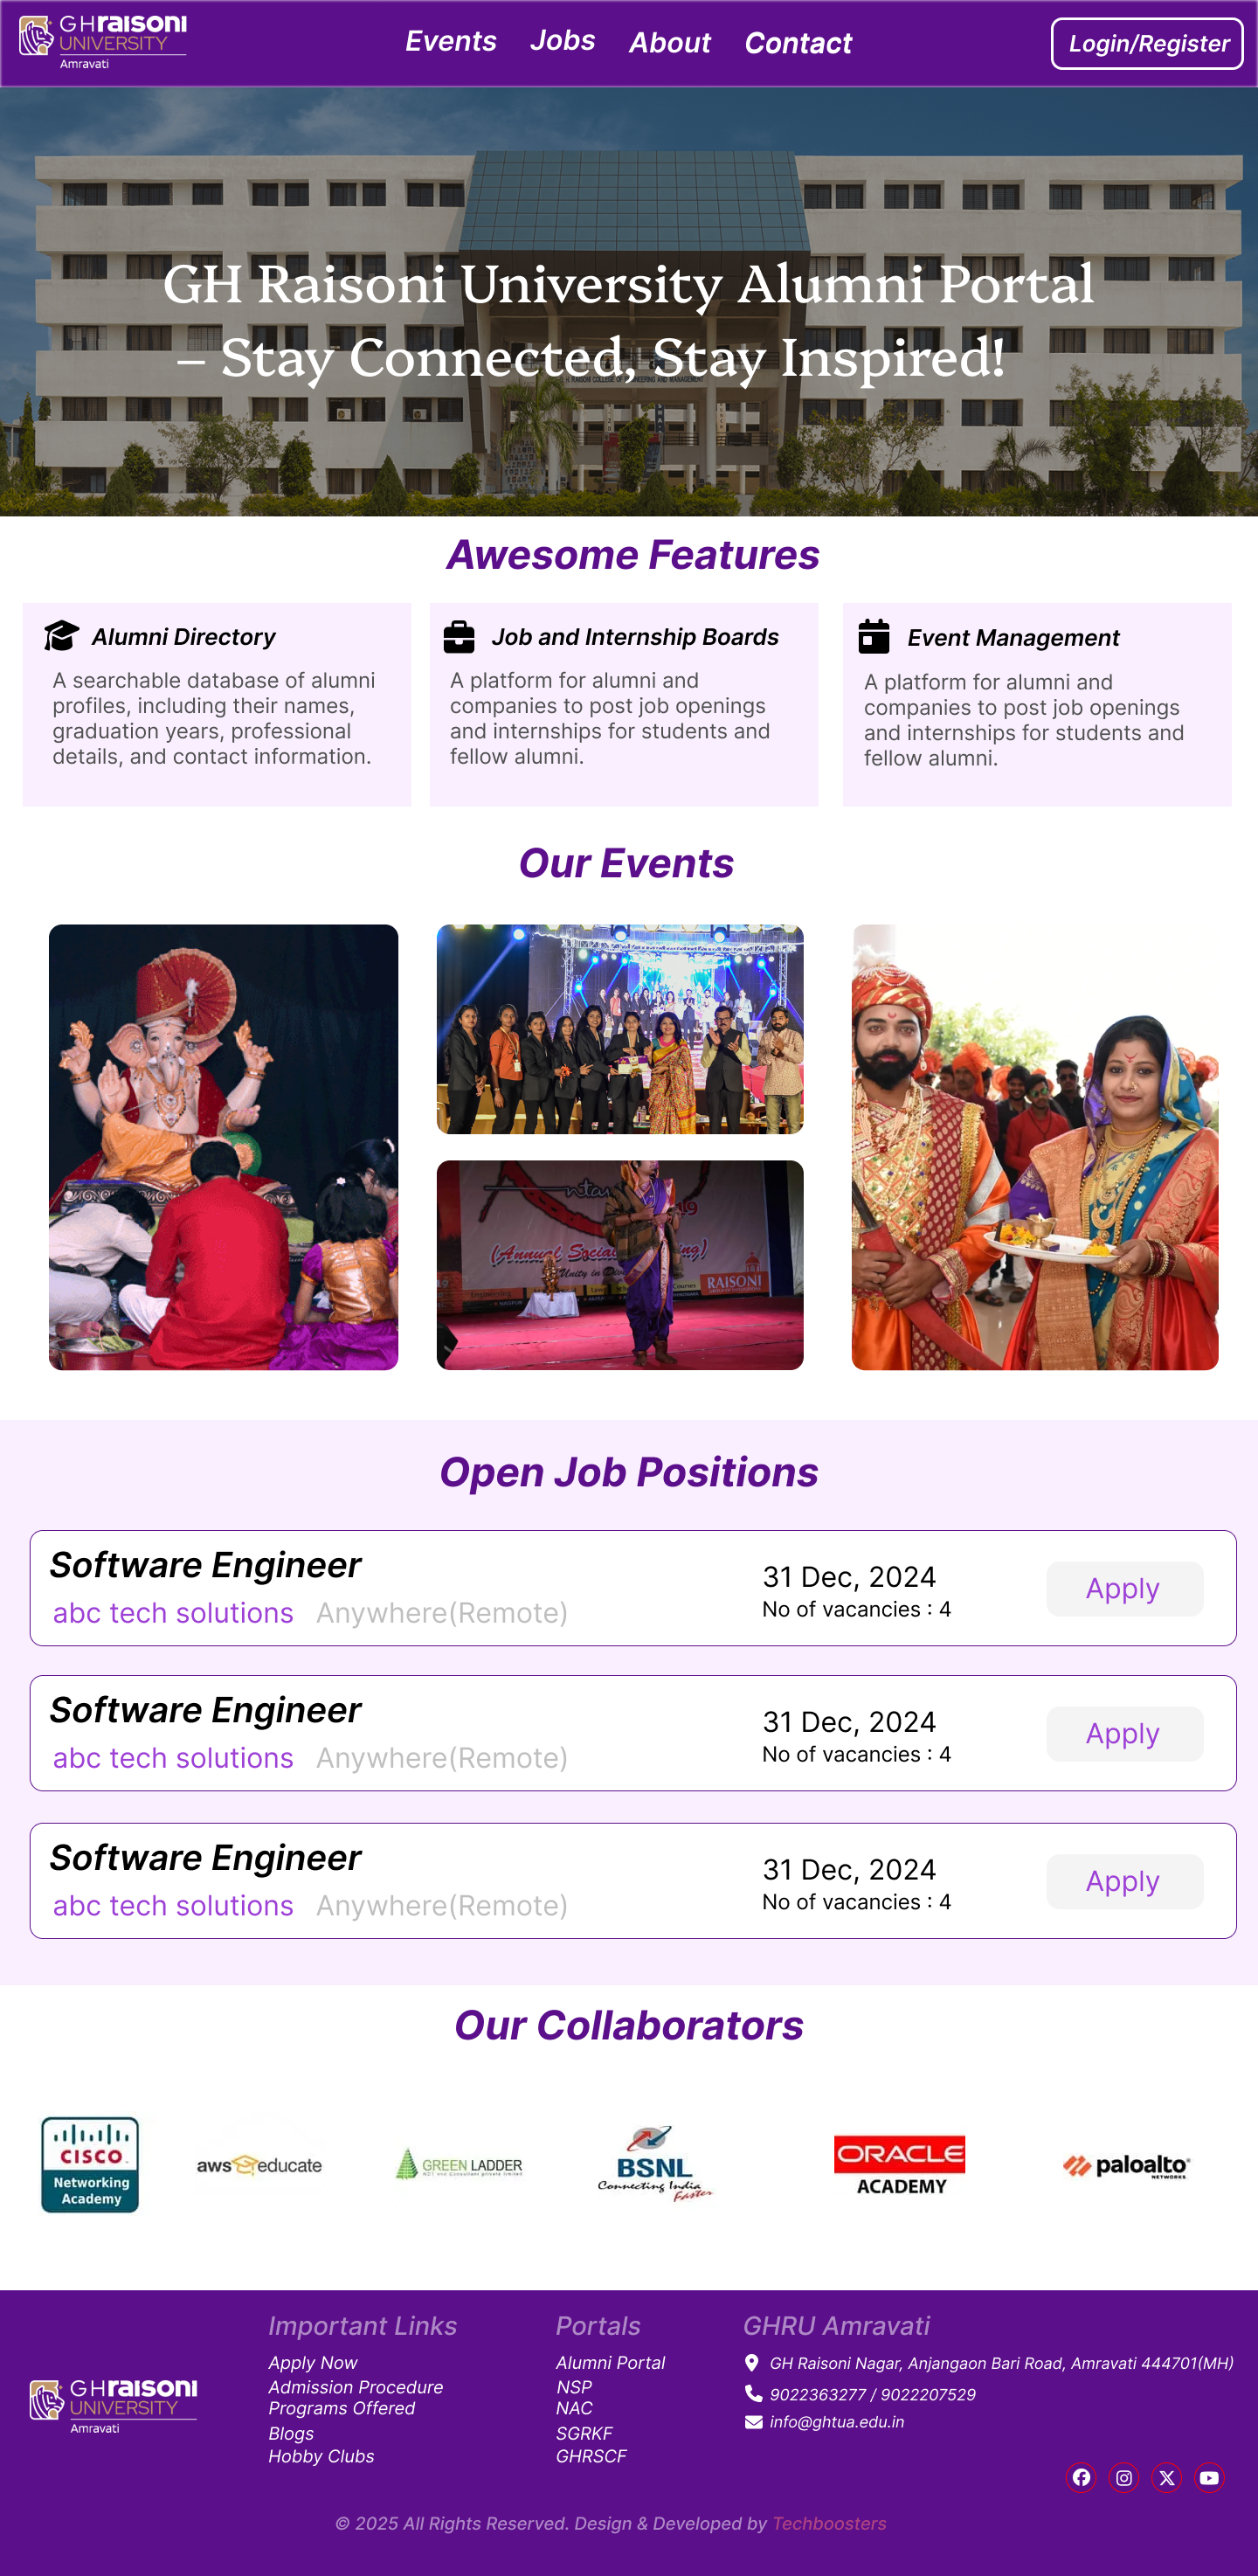 GHraisoni
UNIVERSITY
Amravati
Events Jobs About Contact
Login/Register
GH Raisoni University Alumni Portal
– Stay Connected, Stay Inspired!
Awesome Features
Alumni Directory
A searchable database of alumni
profiles, including their names,
graduation years, professional
details, and contact information.
Job and Internship Boards
A platform for alumni and
companies to post job openings
and internships for students and
fellow alumni.
Event Management
A platform for alumni and
companies to post job openings
and internships for students and
fellow alumni.
Our Events
19
(Annual Social
RAISONI
Open Job Positions
Software Engineer
abc tech solutions Anywhere(Remote)
31 Dec, 2024
No of vacancies : 4
Apply
Software Engineer
abc tech solutions Anywhere(Remote)
31 Dec, 2024
No of vacancies : 4
Apply
Software Engineer
abc tech solutions Anywhere(Remote)
31 Dec, 2024
No of vacancies : 4
Apply
Our Collaborators
CISCO
Networking
Academy
aws educate
GREEN LADDER
BSNL
Connecting India
Faster
ORACLE
ACADEMY
paloalto
NETWORKS
GHraisoni
UNIVERSITY
Amravati
Important Links
Apply Now
Admission Procedure
Programs Offered
Blogs
Hobby Clubs
Portals
Alumni Portal
NSP
NAC
SGRKF
GHRSCF
GHRU Amravati
GH Raisoni Nagar, Anjangaon Bari Road, Amravati 444701(MH)
9022363277 / 9022207529
info@ghtua.edu.in
© 2025 All Rights Reserved. Design & Developed by Techboosters